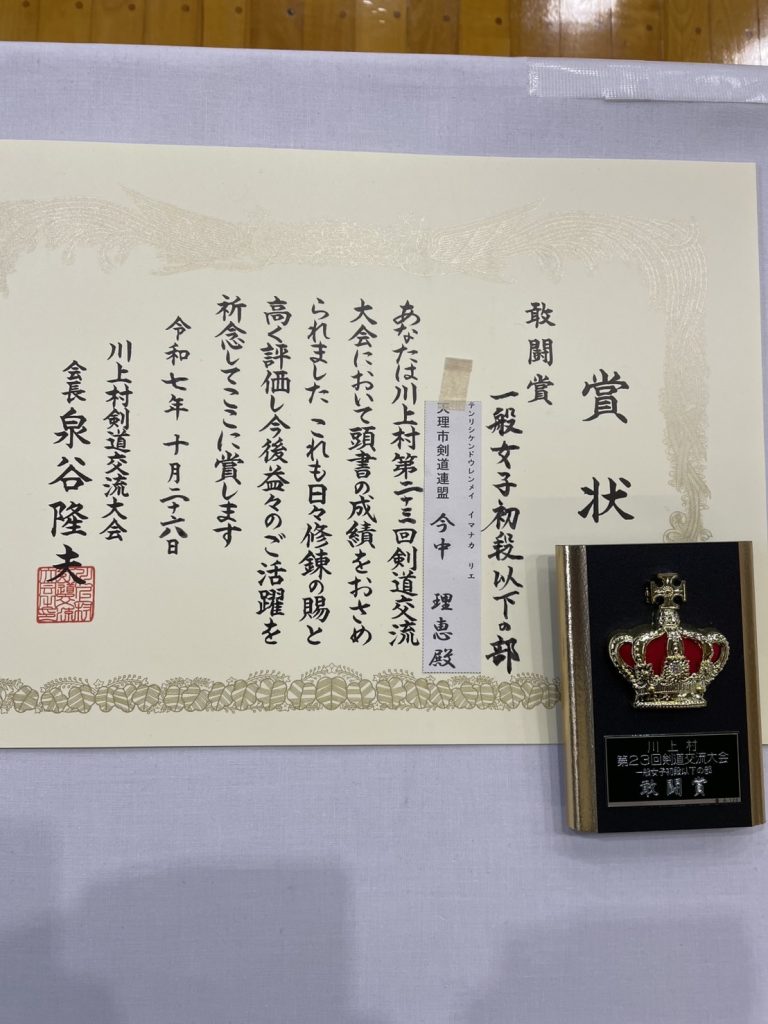 賞状
敢闘賞
一般女子初段以下の部
テンリシケンドウレンメイ イマナカ リエ
天理市剣道連盟 今中 理恵 殿
あなたは川上村第二十三回剣道交流
大会において頭書の成績をおさめ
られました これも日々修錬の賜と
高く評価し今後益々のご活躍を
祈念してここに賞します
令和七年 十月二十六日
川上村剣道交流大会
会長 泉谷隆夫
川上村
第23回剣道交流大会
一般女子初段以下の部
敢闘賞